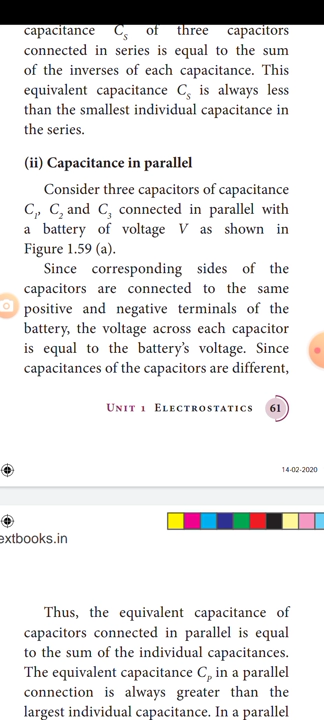 capacitance Cs of three capacitors
connected in series is equal to the sum
of the inverses of each capacitance. This
equivalent capacitance Cs is always less
than the smallest individual capacitance in
the series.
(ii) Capacitance in parallel
Consider three capacitors of capacitance
C1, C2 and C3 connected in parallel with
a battery of voltage V as shown in
Figure 1.59 (a).
Since corresponding sides of the
capacitors are connected to the same
positive and negative terminals of the
battery, the voltage across each capacitor
is equal to the battery's voltage. Since
capacitances of the capacitors are different,
UNIT 1 ELECTROSTATICS 61
14-02-2020
extbooks.in
Thus, the equivalent capacitance of
capacitors connected in parallel is equal
to the sum of the individual capacitances.
The equivalent capacitance Cp in a parallel
connection is always greater than the
largest individual capacitance. In a parallel